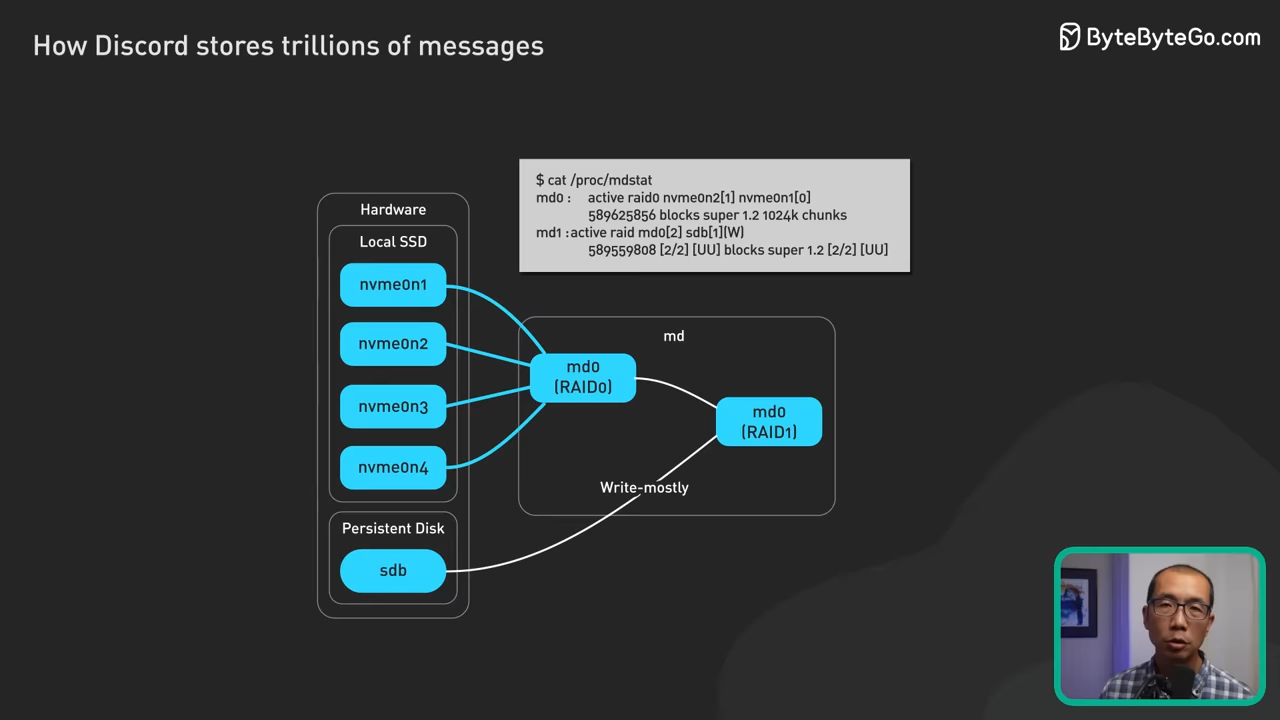 How Discord stores trillions of messages
ByteByteGo.com
$ cat /proc/mdstat
md0 : active raid0 nvme0n2[1] nvme0n1[0]
589625856 blocks super 1.2 1024k chunks
md1 : active raid md0[2] sdb[1](W)
589559808 [2/2] [UU] blocks super 1.2 [2/2] [UU]
Hardware
Local SSD
nvme0n1
nvme0n2
nvme0n3
nvme0n4
Persistent Disk
sdb
md
md0
(RAID0)
md0
(RAID1)
Write-mostly